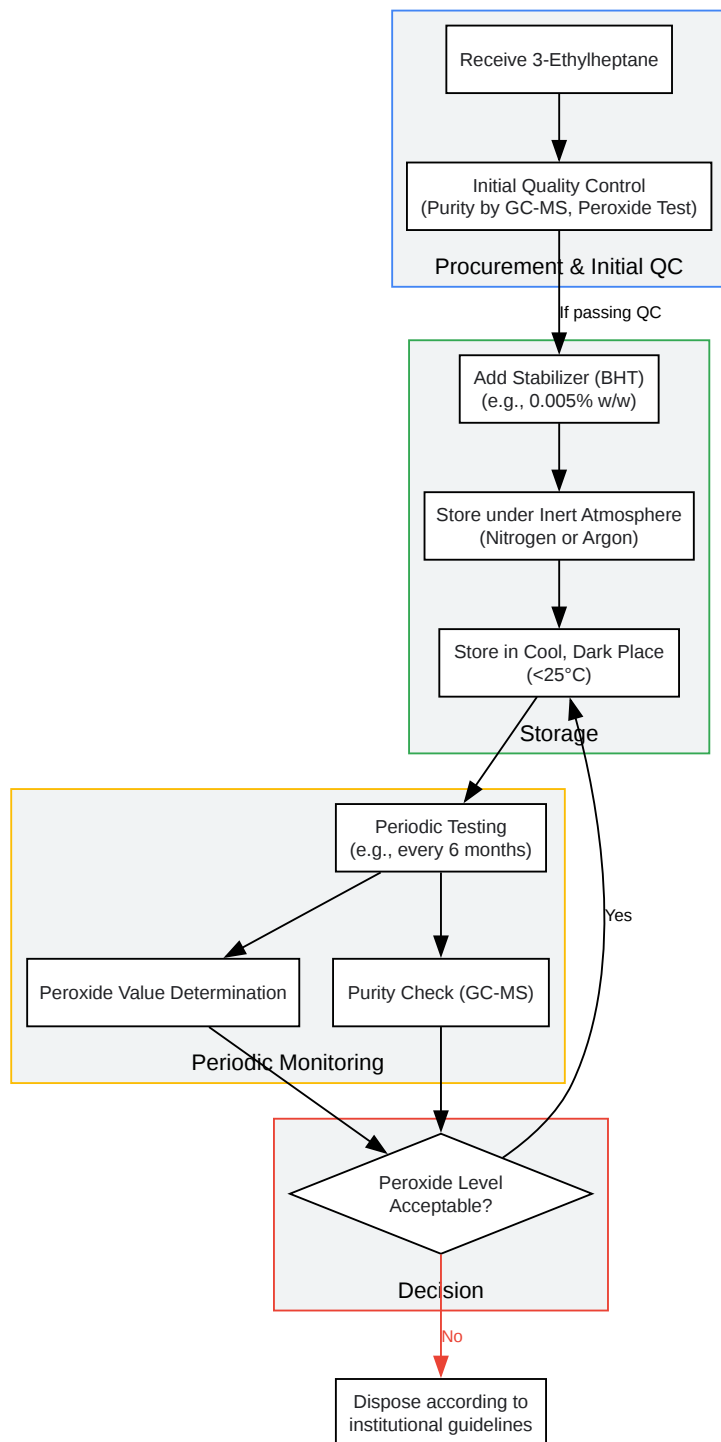 Receive 3-Ethylheptane
Initial Quality Control
(Purity by GC-MS, Peroxide Test)
Procurement & Initial QC
If passing QC
Add Stabilizer (BHT)
(e.g., 0.005% w/w)
Store under Inert Atmosphere
(Nitrogen or Argon)
Store in Cool, Dark Place
(<25°C)
Storage
Periodic Testing
(e.g., every 6 months)
Yes
Peroxide Value Determination
Purity Check (GC-MS)
Periodic Monitoring
Peroxide Level
Acceptable?
Decision
No
Dispose according to
institutional guidelines